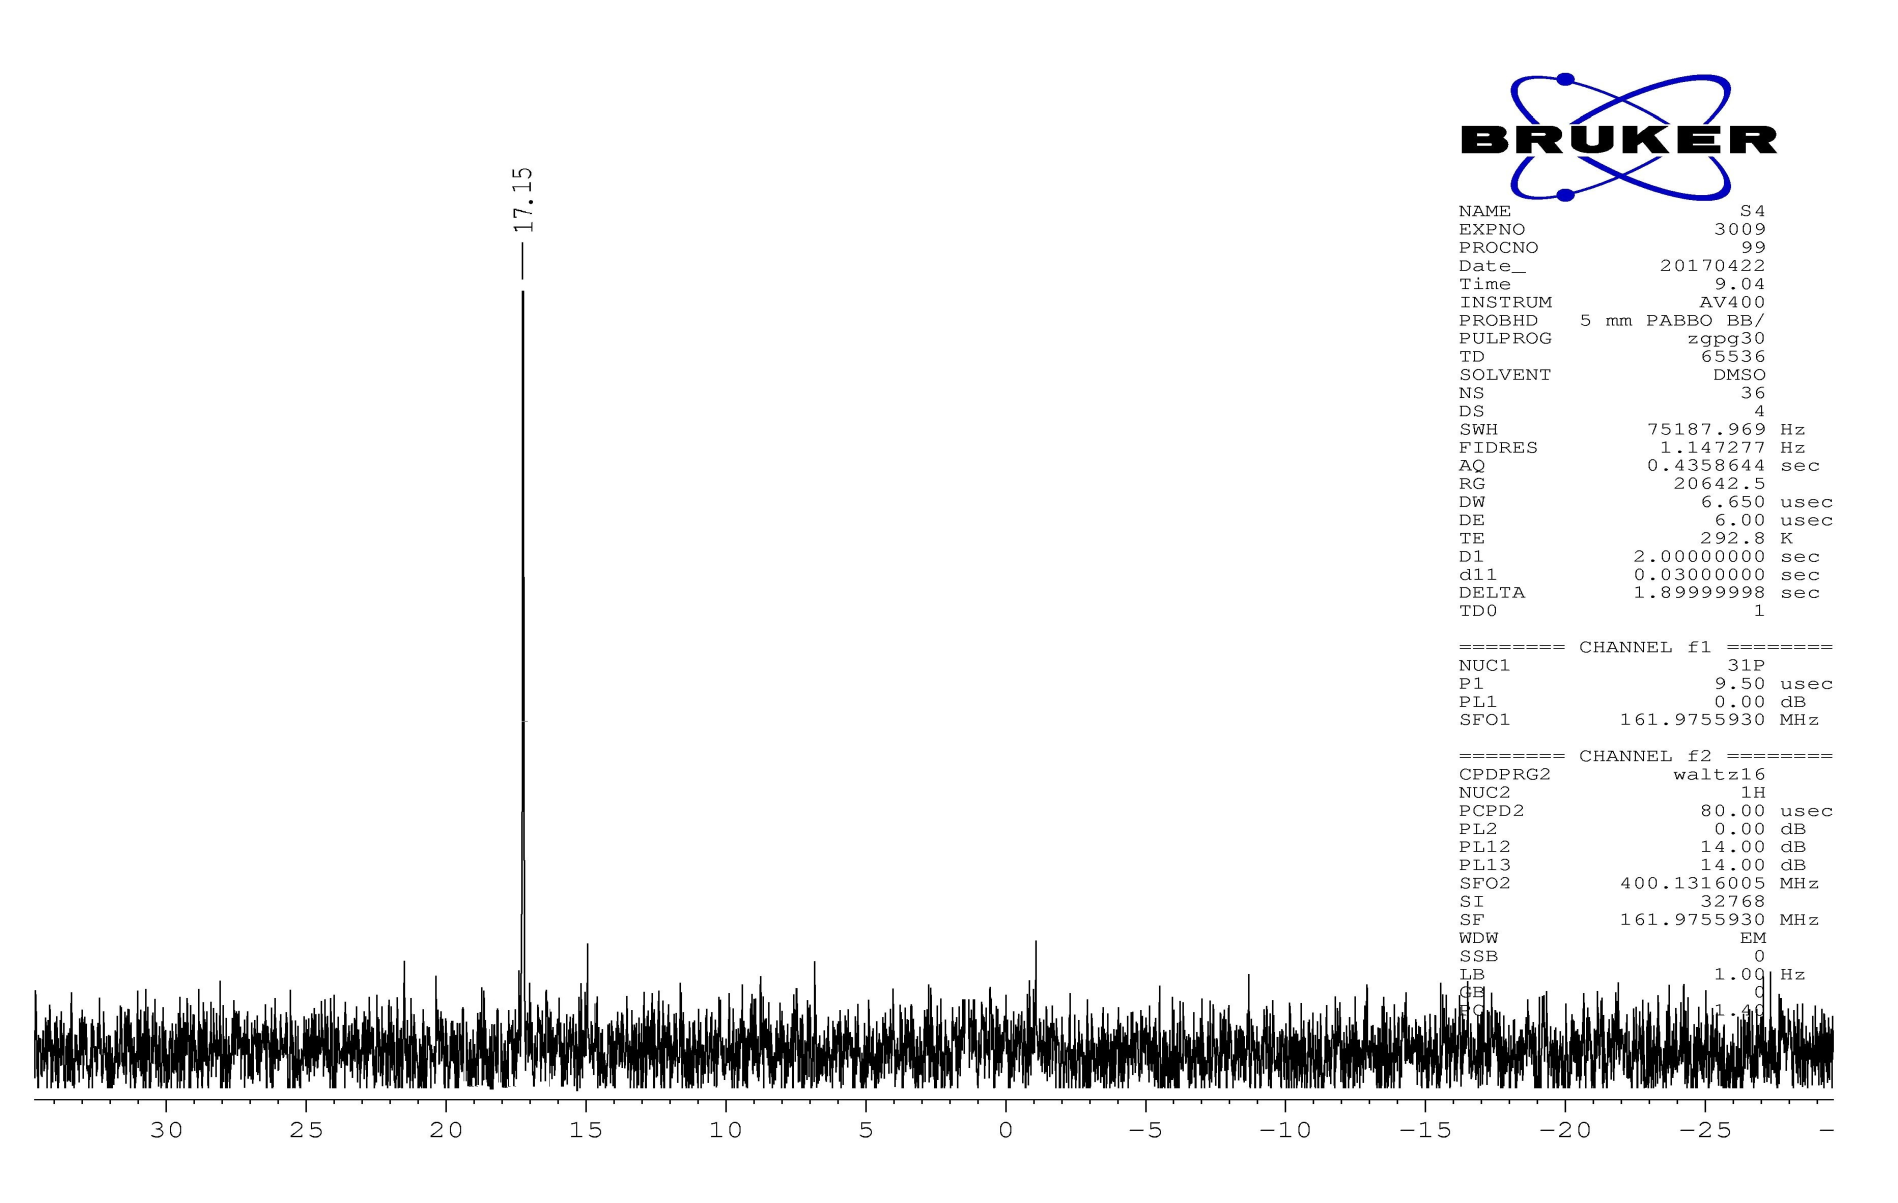 BRUKER
17.15
NAME S4
EXPNO 3009
PROCNO 99
Date_ 20170422
Time 9.04
INSTRUM AV400
PROBHD 5 mm PABBO BB/
PULPROG zgpg30
TD 65536
SOLVENT DMSO
NS 36
DS 4
SWH 75187.969 Hz
FIDRES 1.147277 Hz
AQ 0.4358644 sec
RG 20642.5
DW 6.650 usec
DE 6.00 usec
TE 292.8 K
D1 2.00000000 sec
d11 0.03000000 sec
DELTA 1.89999998 sec
TD0 1
======== CHANNEL f1 ========
NUC1 31P
P1 9.50 usec
PL1 0.00 dB
SFO1 161.9755930 MHz
======== CHANNEL f2 ========
CPDPRG2 waltz16
NUC2 1H
PCPD2 80.00 usec
PL2 0.00 dB
PL12 14.00 dB
PL13 14.00 dB
SFO2 400.1316005 MHz
SI 32768
SF 161.9755930 MHz
WDW EM
SSB 0
LB 1.00 Hz
GB 0
PC 1.40
30 25 20 15 10 5 0 -5 -10 -15 -20 -25 -